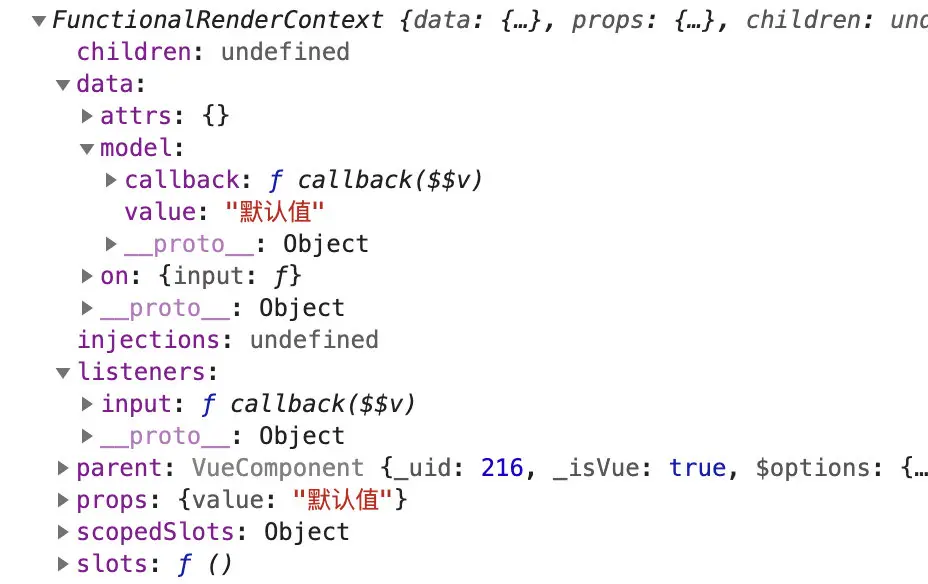 ▼FunctionalRenderContext {data: {…}, props: {…}, children: und
children: undefined
▼data:
▶attrs: {}
▼model:
▶callback: ƒ callback($$v)
value: "默认值"
▶__proto__: Object
▶on: {input: ƒ}
▶__proto__: Object
injections: undefined
▼listeners:
▶input: ƒ callback($$v)
▶__proto__: Object
▶parent: VueComponent {_uid: 216, _isVue: true, $options: {…
▶props: {value: "默认值"}
▶scopedSlots: Object
▶slots: ƒ ()